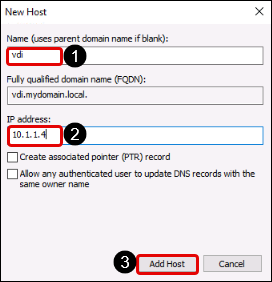 New Host
Name (uses parent domain name if blank):
vdi
1
Fully qualified domain name (FQDN):
vdi.mydomain.local.
IP address:
10.1.1.4
2
Create associated pointer (PTR) record
Allow any authenticated user to update DNS records with the
same owner name
3
Add Host
Cancel